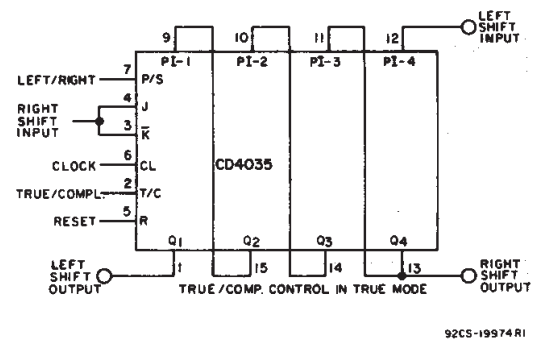 LEFT
SHIFT
INPUT
9 10 11 12
PI-1 PI-2 PI-3 PI-4
LEFT/RIGHT 7 P/S
RIGHT
SHIFT
INPUT
4 J
3 K̅
CLOCK 6 CL
CD4035
TRUE/COMPL. 2 T/C
RESET 5 R
Q1 Q2 Q3 Q4
LEFT
SHIFT
OUTPUT
1 15 14 13
RIGHT
SHIFT
OUTPUT
TRUE/COMP. CONTROL IN TRUE MODE
92CS-19974R1